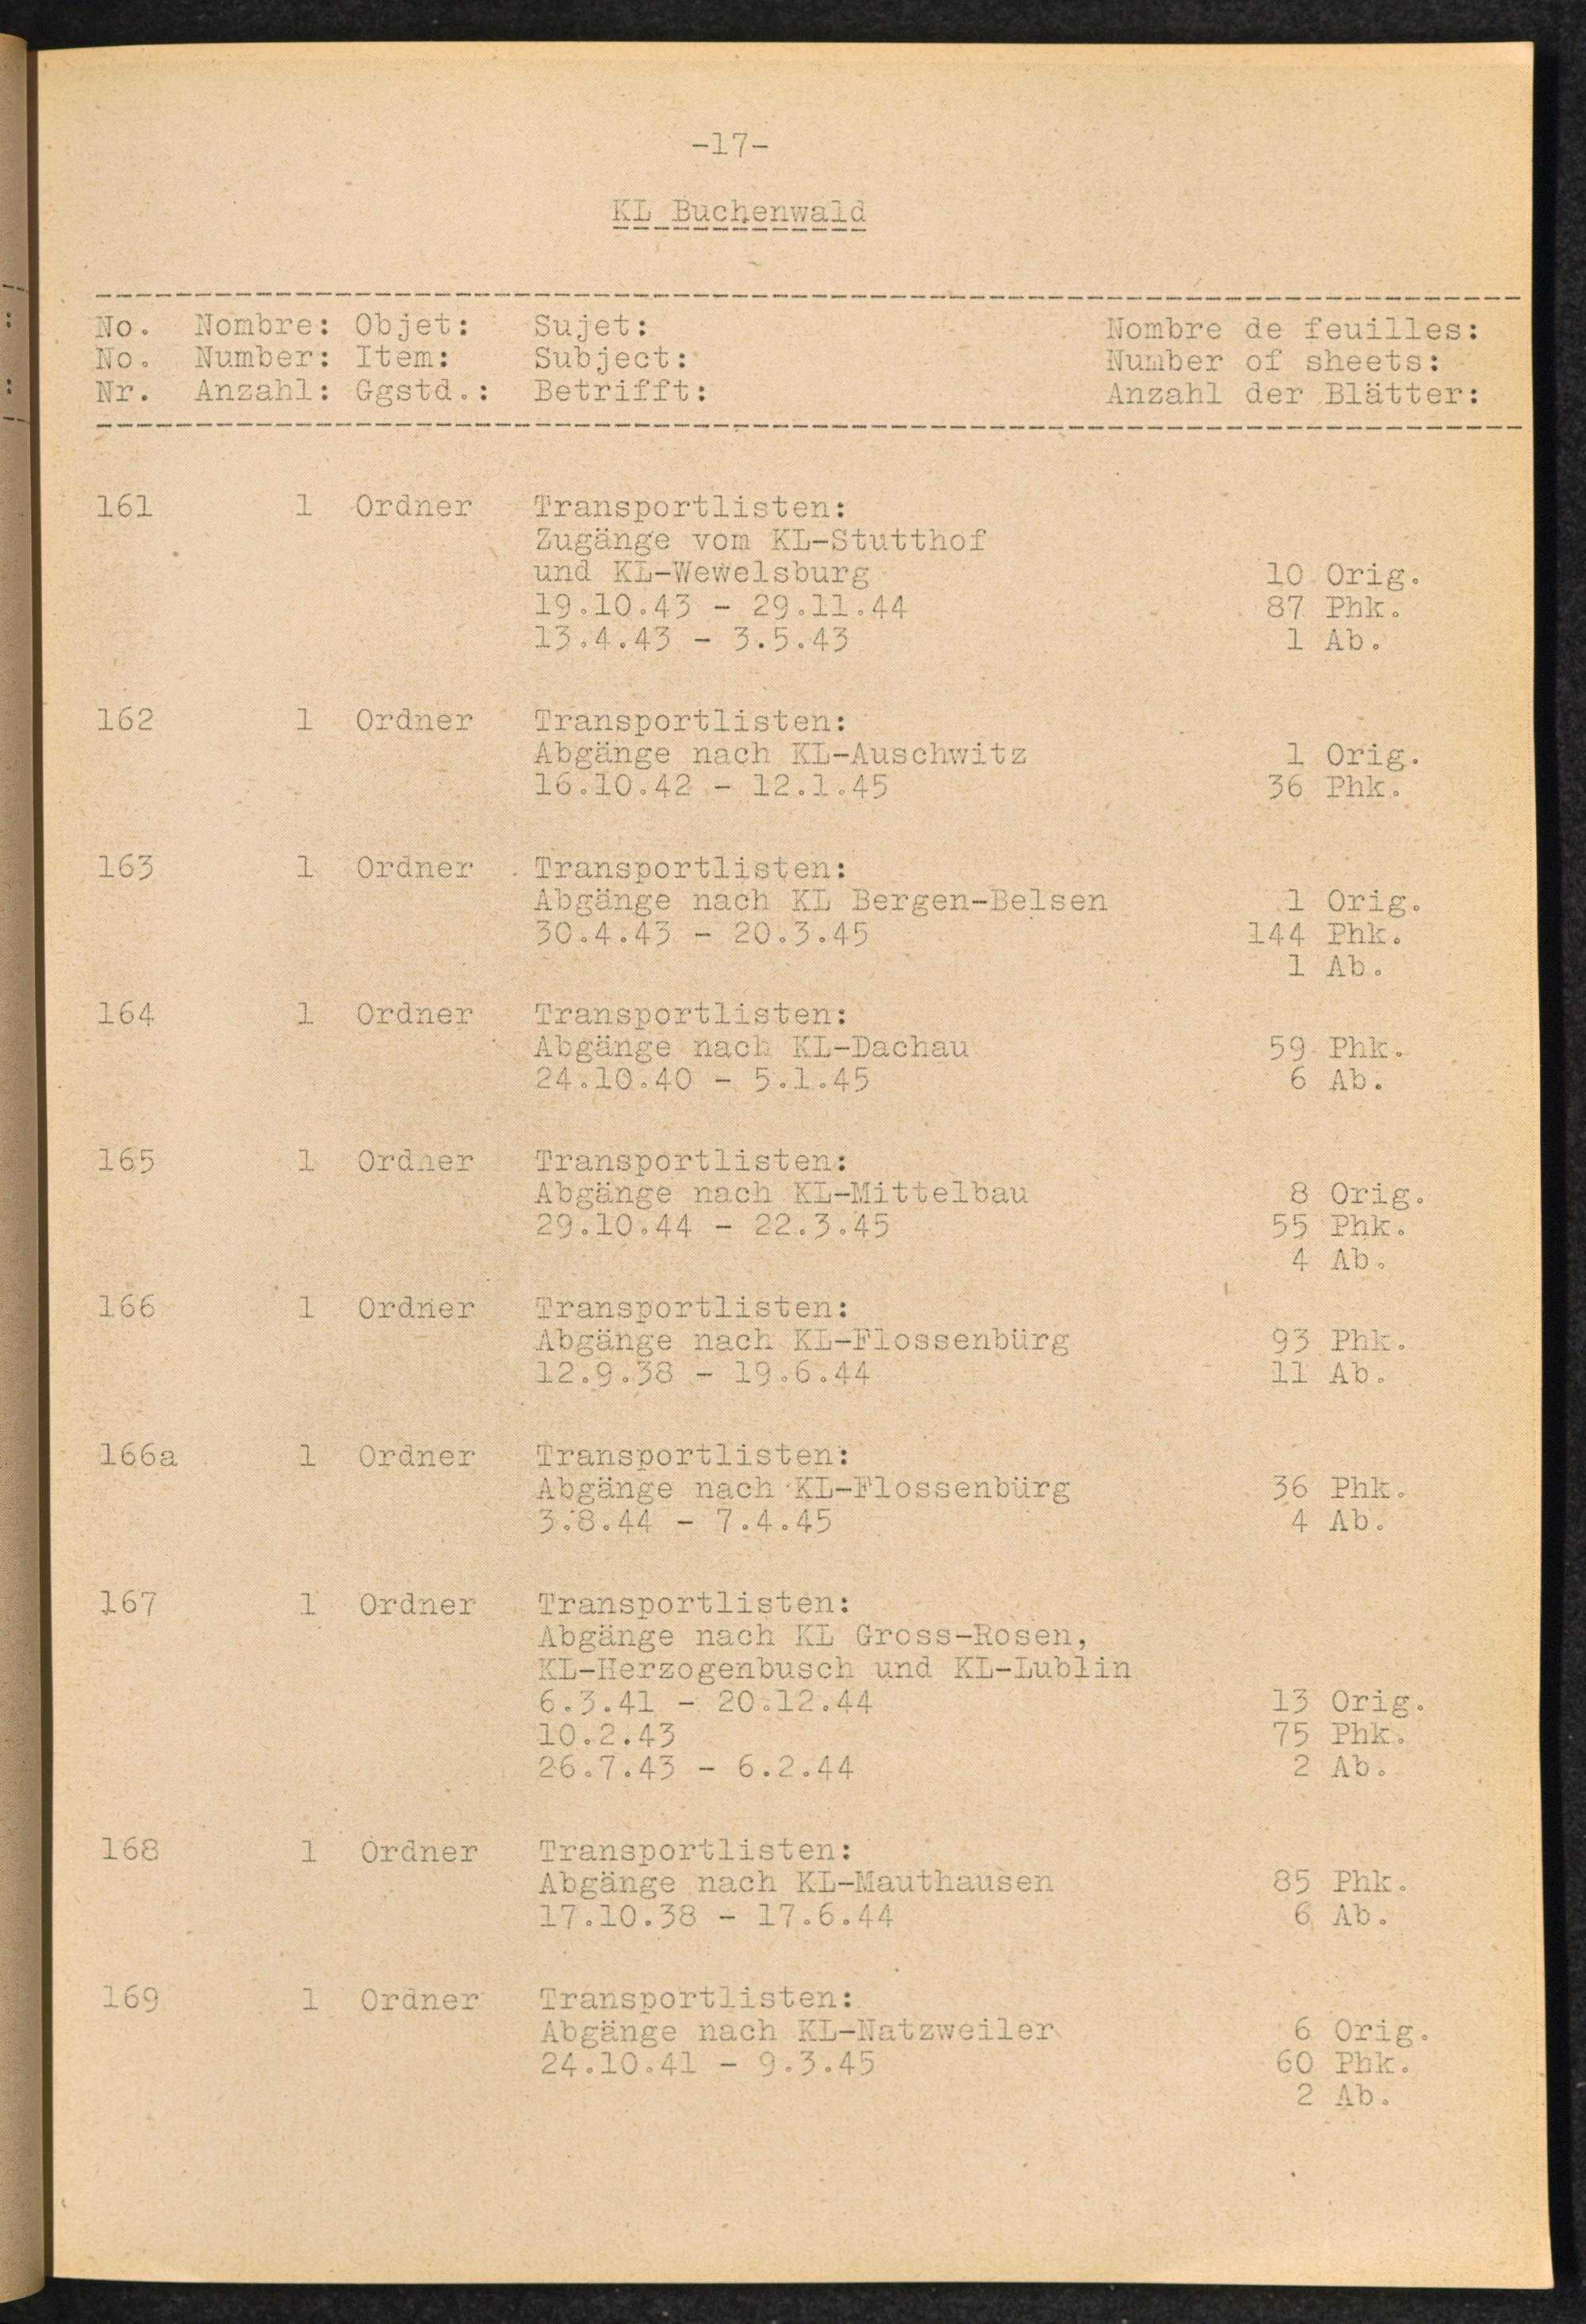 -17-
KL Buchenwald
No. Nombre: Objet: Sujet: Nombre de feuilles:
No. Number: Item: Subject: Number of sheets:
Nr. Anzahl: Ggstd.: Betrifft: Anzahl der Blätter:
161 1 Ordner Transportlisten:
Zugänge vom KL-Stutthof
und KL-Wewelsburg 10 Orig.
19.10.43 - 29.11.44 87 Phk.
13.4.43 - 3.5.43 1 Ab.
162 1 Ordner Transportlisten:
Abgänge nach KL-Auschwitz 1 Orig.
16.10.42 - 12.1.45 36 Phk.
163 1 Ordner Transportlisten:
Abgänge nach KL Bergen-Belsen 1 Orig.
30.4.43 - 20.3.45 144 Phk.
1 Ab.
164 1 Ordner Transportlisten:
Abgänge nach KL-Dachau 59 Phk.
24.10.40 - 5.1.45 6 Ab.
165 1 Ordner Transportlisten:
Abgänge nach KL-Mittelbau 8 Orig.
29.10.44 - 22.3.45 55 Phk.
4 Ab.
166 1 Ordner Transportlisten:
Abgänge nach KL-Flossenbürg 93 Phk.
12.9.38 - 19.6.44 11 Ab.
166a 1 Ordner Transportlisten:
Abgänge nach KL-Flossenbürg 36 Phk.
3.8.44 - 7.4.45 4 Ab.
167 1 Ordner Transportlisten:
Abgänge nach KL Gross-Rosen,
KL-Herzogenbusch und KL-Lublin
6.3.41 - 20.12.44 13 Orig.
10.2.43 75 Phk.
26.7.43 - 6.2.44 2 Ab.
168 1 Ordner Transportlisten:
Abgänge nach KL-Mauthausen 85 Phk.
17.10.38 - 17.6.44 6 Ab.
169 1 Ordner Transportlisten:
Abgänge nach KL-Natzweiler 6 Orig.
24.10.41 - 9.3.45 60 Phk.
2 Ab.